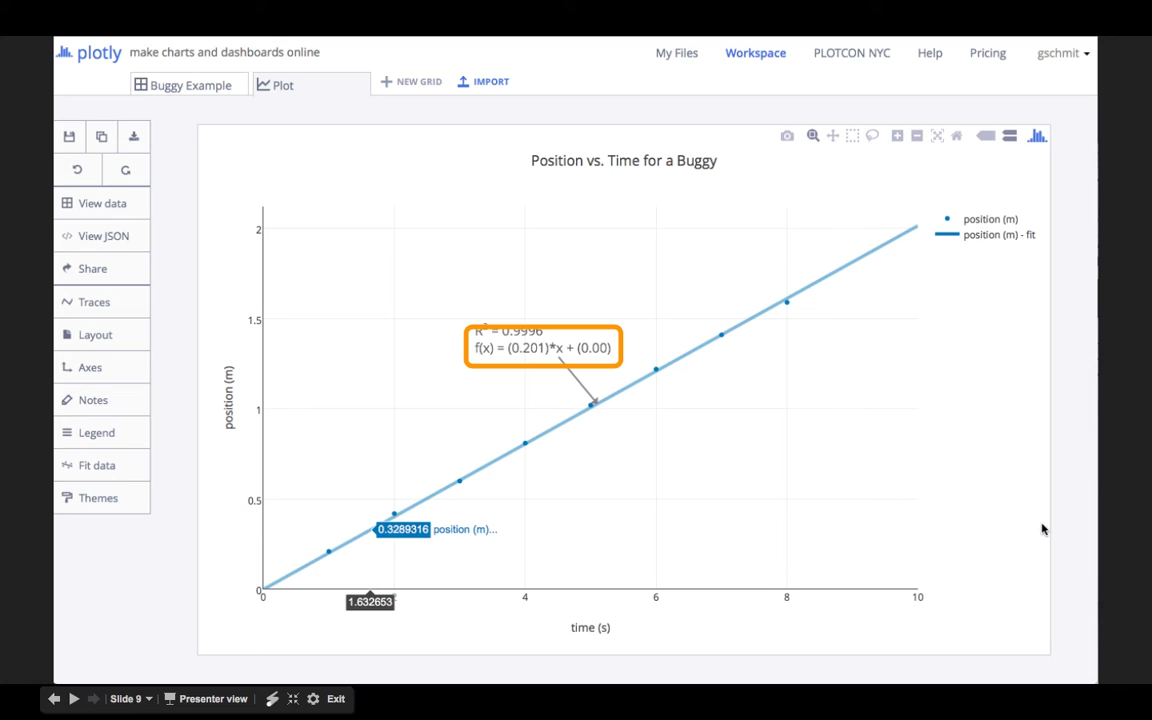 plotly make charts and dashboards online
My Files Workspace PLOTCON NYC Help Pricing gschmit
Buggy Example Plot NEW GRID IMPORT
View data
View JSON
Share
Traces
Layout
Axes
Notes
Legend
Fit data
Themes
Position vs. Time for a Buggy
position (m)
position (m) - fit
2
1.5
1
0.5
0
R² = 0.9996
f(x) = (0.201)*x + (0.00)
position (m)
0.3289316 position (m)...
0 2 4 6 8 10
1.632653
time (s)
Slide 9 Presenter view Exit